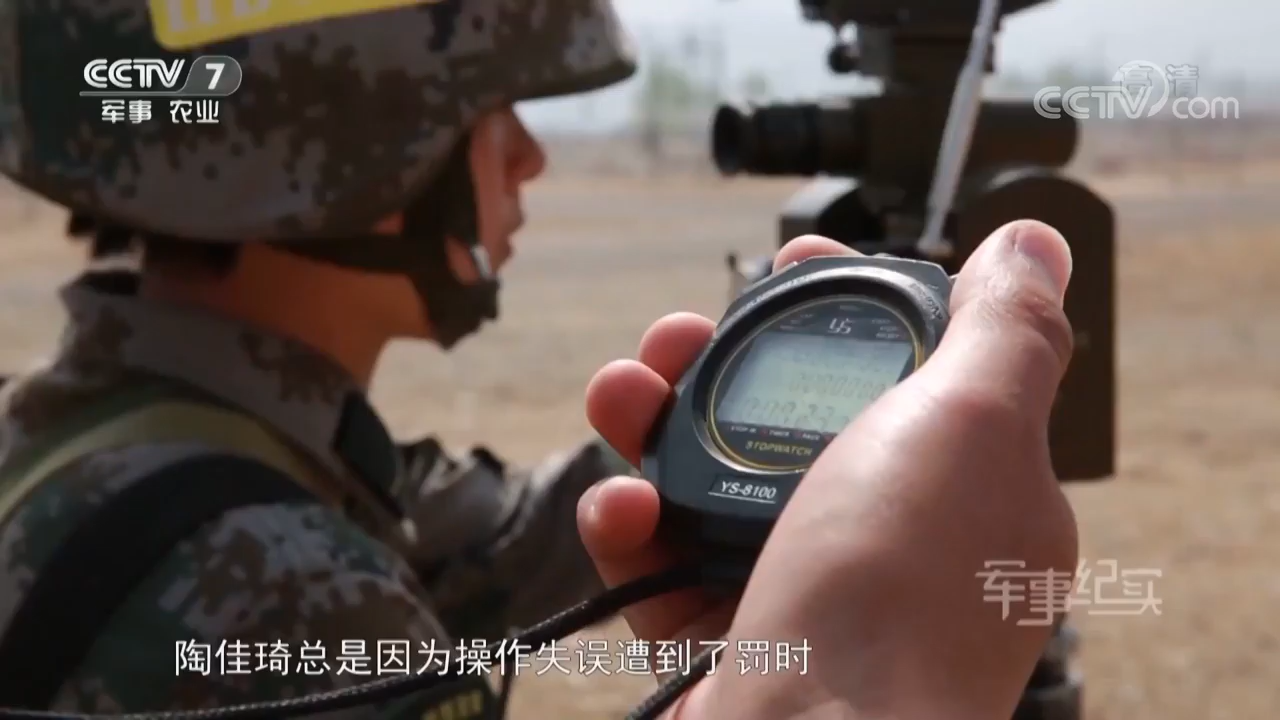 CCTV 7
军事 农业
高清
CCTV.com
YS
STOPWATCH
YS-8100
军事纪实
陶佳琦总是因为操作失误遭到了罚时